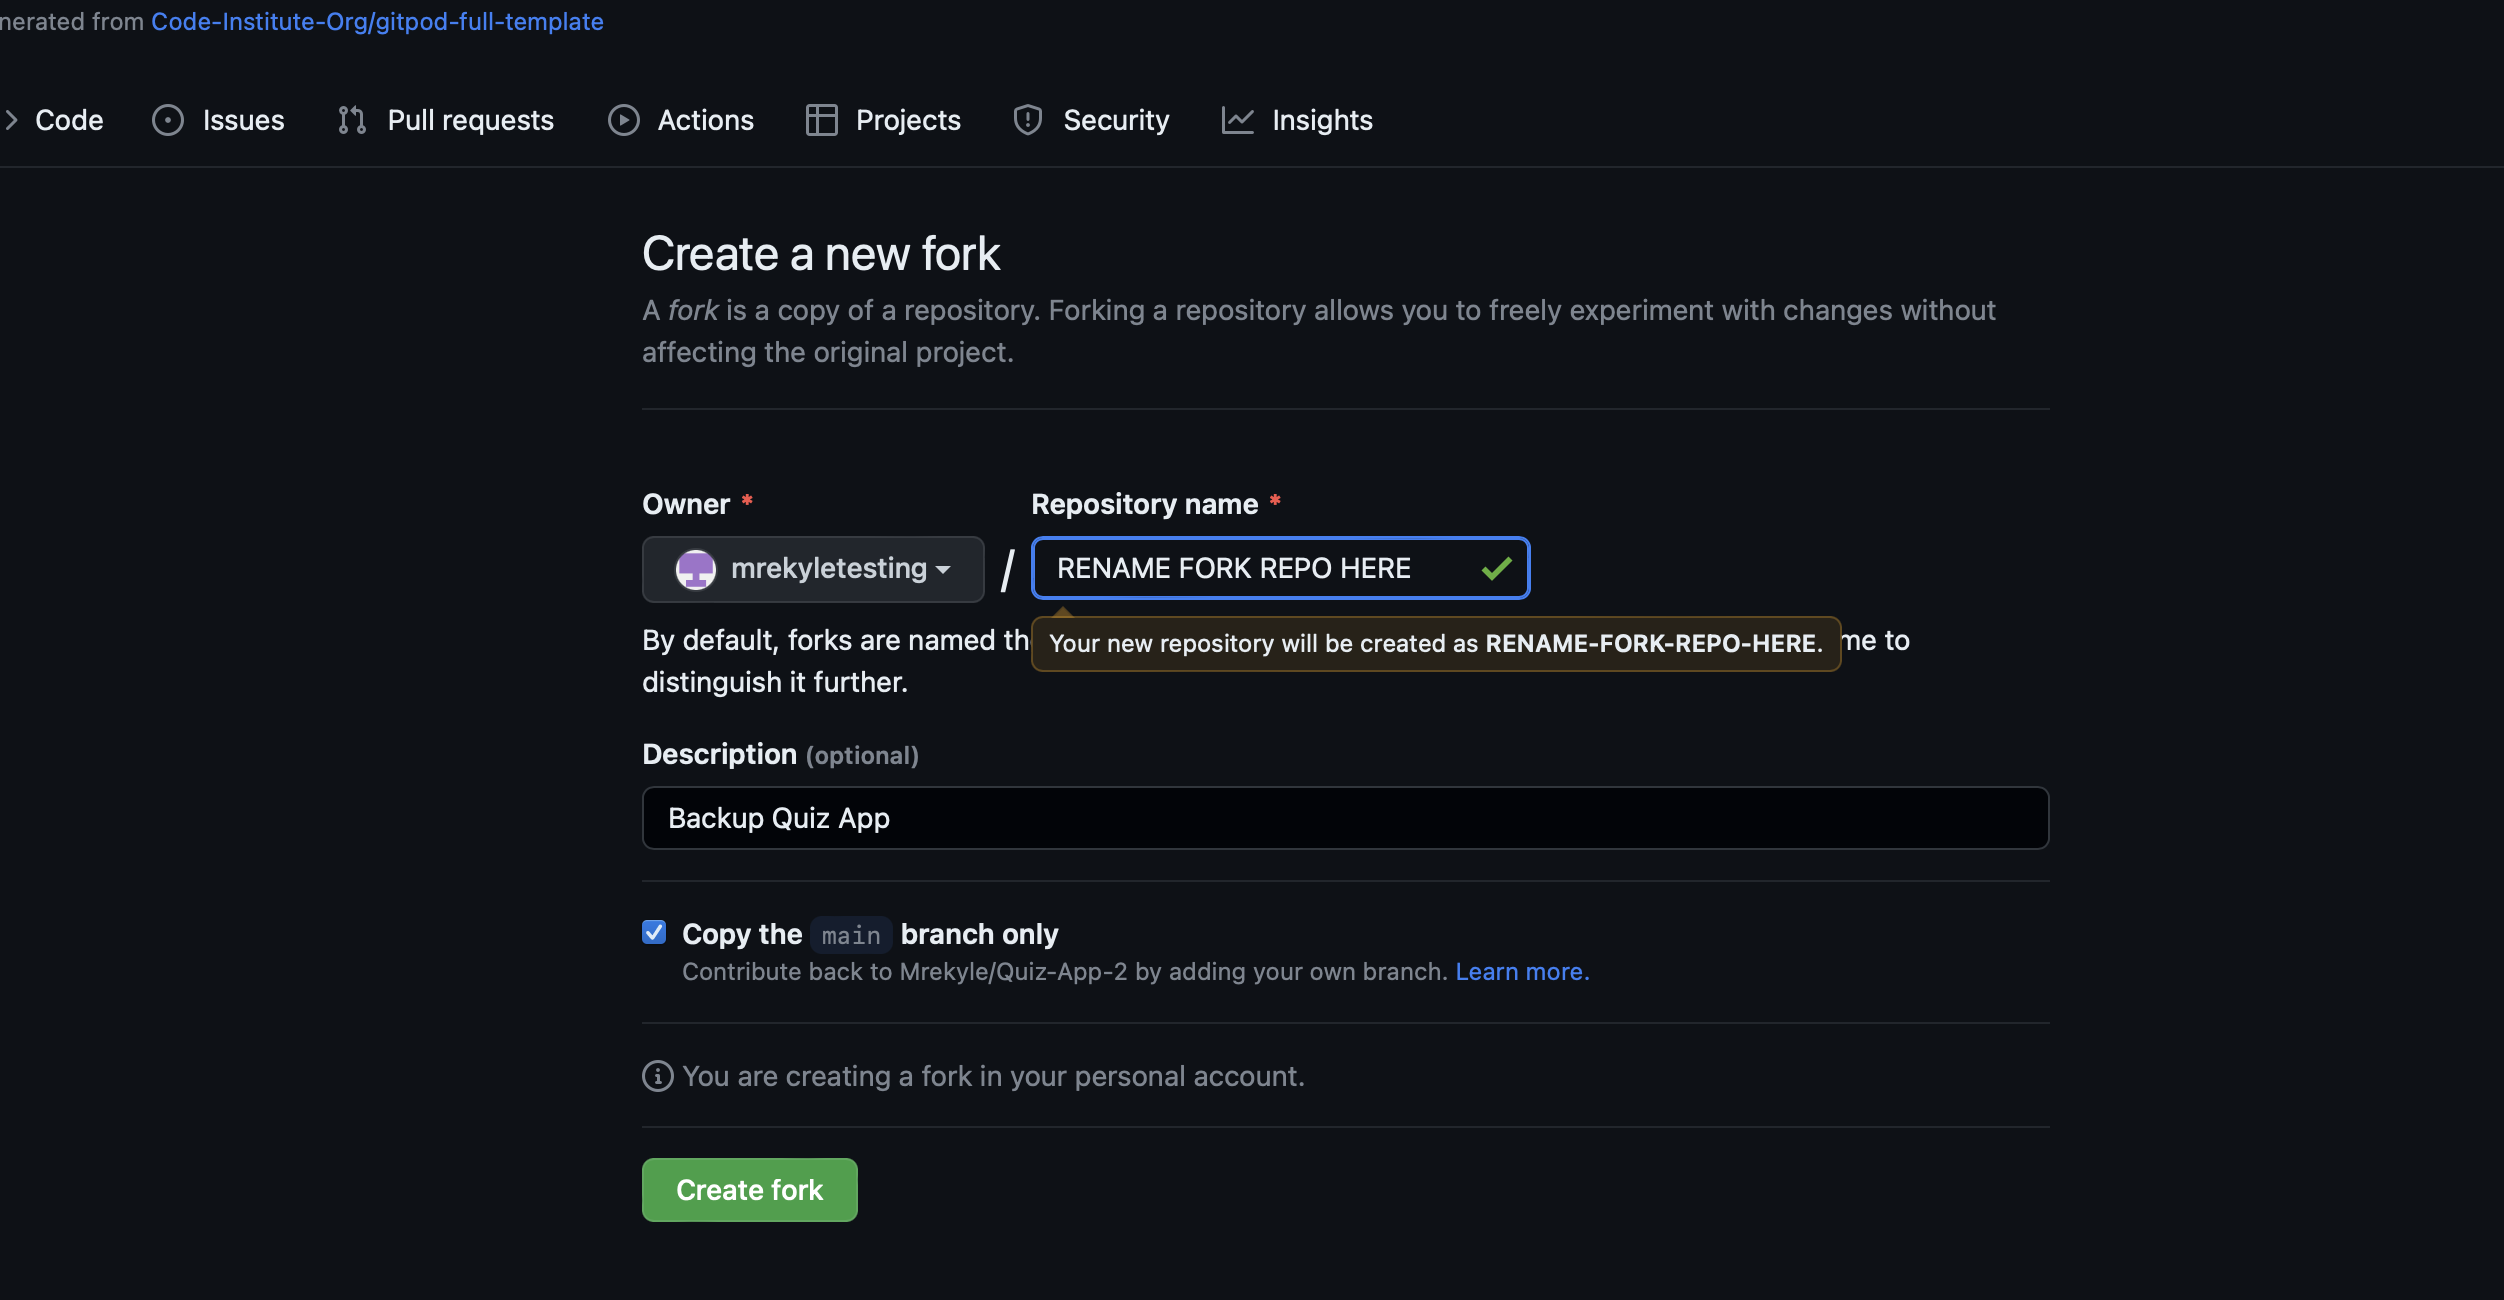 nerated from Code-Institute-Org/gitpod-full-template
Code Issues Pull requests Actions Projects Security Insights
Create a new fork
A fork is a copy of a repository. Forking a repository allows you to freely experiment with changes without
affecting the original project.
Owner * Repository name *
mrekyletesting / RENAME FORK REPO HERE
Your new repository will be created as RENAME-FORK-REPO-HERE.
By default, forks are named th me to
distinguish it further.
Description (optional)
Backup Quiz App
Copy the main branch only
Contribute back to Mrekyle/Quiz-App-2 by adding your own branch. Learn more.
You are creating a fork in your personal account.
Create fork